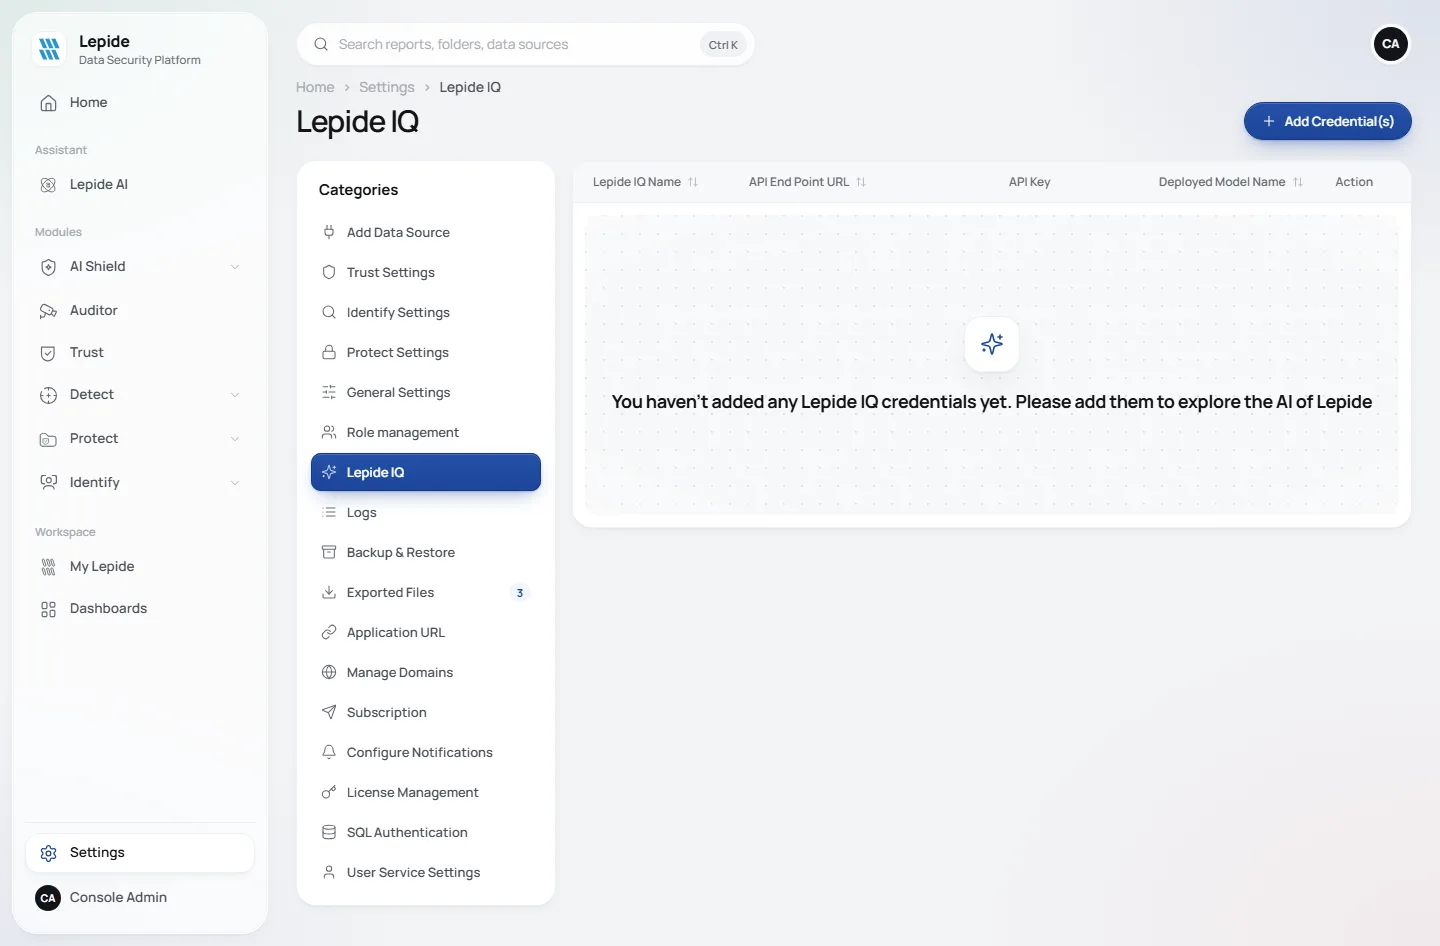 Lepide
Data Security Platform
Home
Assistant
Lepide AI
Modules
AI Shield
Auditor
Trust
Detect
Protect
Identify
Workspace
My Lepide
Dashboards
Settings
CA Console Admin
Search reports, folders, data sources Ctrl K
CA
Home > Settings > Lepide IQ
Lepide IQ
+ Add Credential(s)
Categories
Add Data Source
Trust Settings
Identify Settings
Protect Settings
General Settings
Role management
Lepide IQ
Logs
Backup & Restore
Exported Files 3
Application URL
Manage Domains
Subscription
Configure Notifications
License Management
SQL Authentication
User Service Settings
Lepide IQ Name API End Point URL API Key Deployed Model Name Action
You haven't added any Lepide IQ credentials yet. Please add them to explore the AI of Lepide